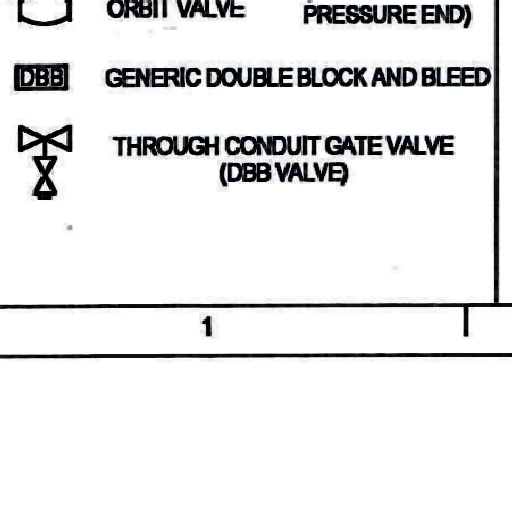 ORBIT VALVE
PRESSURE END)
DBB GENERIC DOUBLE BLOCK AND BLEED
THROUGH CONDUIT GATE VALVE
(DBB VALVE)
1